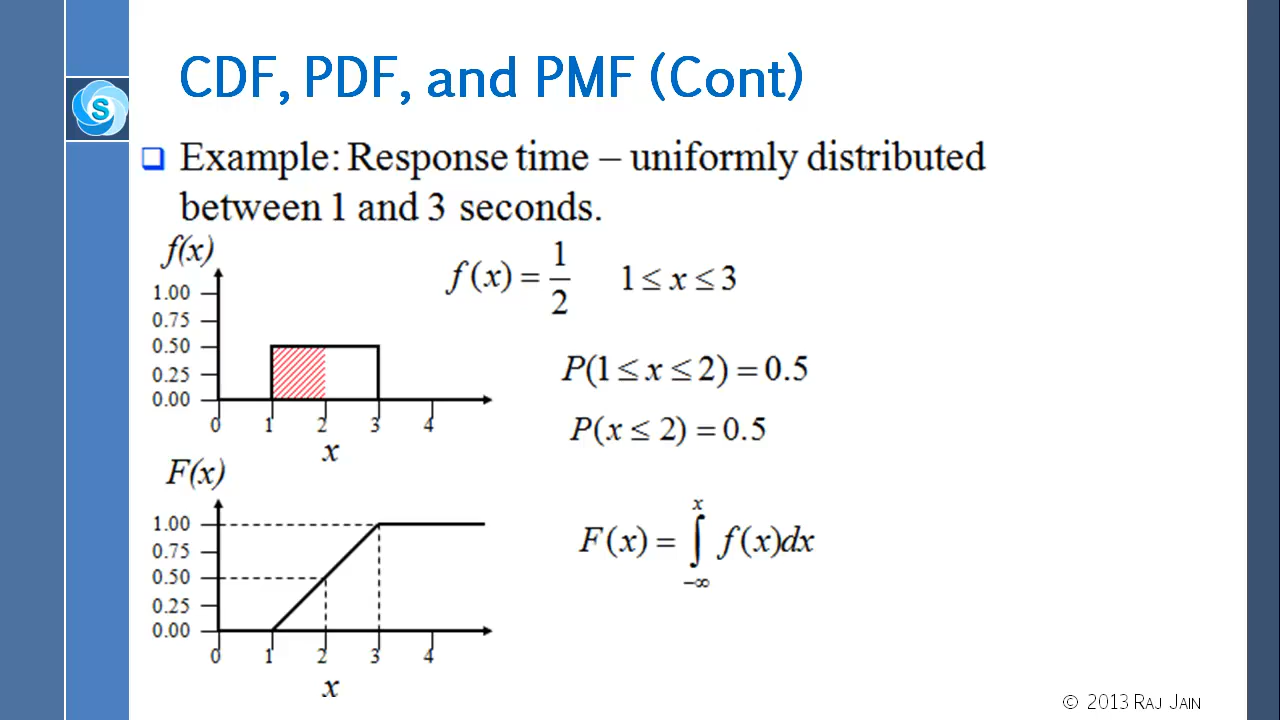 CDF, PDF, and PMF (Cont)
S
Example: Response time – uniformly distributed
between 1 and 3 seconds.
f(x)
1.00
0.75
0.50
0.25
0.00
0 1 2 3 4
x
f(x) = 1/2 1 ≤ x ≤ 3
P(1 ≤ x ≤ 2) = 0.5
P(x ≤ 2) = 0.5
F(x)
1.00
0.75
0.50
0.25
0.00
0 1 2 3 4
x
F(x) = ∫_{-∞}^{x} f(x)dx
© 2013 RAJ JAIN